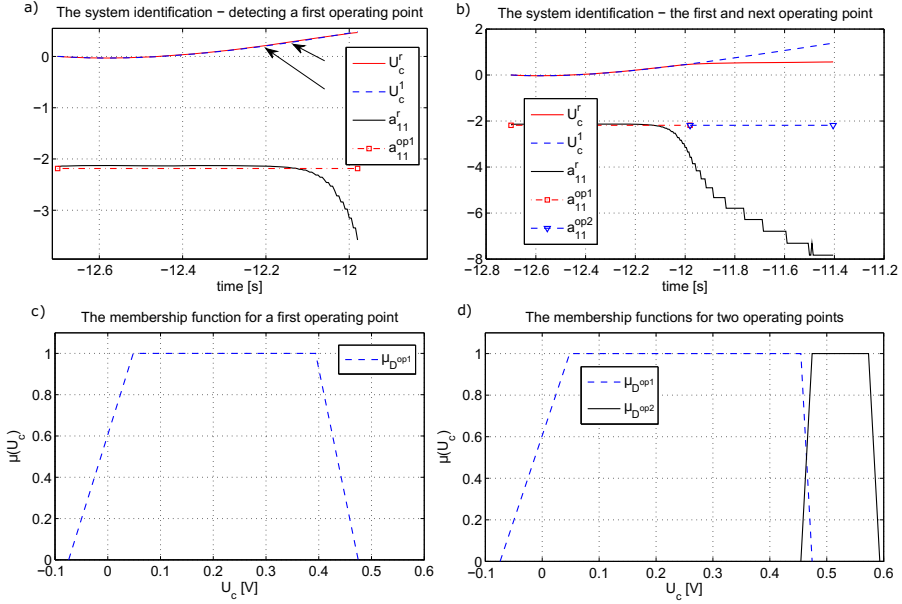 a)
The system identification − detecting a first operating point
0
−1
−2
−3
−12.6
−12.4
−12.2
−12
time [s]
U_c^r
U_c^1
a_11^r
a_11^op1
b)
The system identification − the first and next operating point
2
0
−2
−4
−6
−8
−12.8
−12.6
−12.4
−12.2
−12
−11.8
−11.6
−11.4
−11.2
time [s]
U_c^r
U_c^1
a_11^r
a_11^op1
a_11^op2
c)
The membership function for a first operating point
μ(U_c)
1
0.8
0.6
0.4
0.2
0
−0.1
0
0.1
0.2
0.3
0.4
0.5
0.6
U_c [V]
μ_D^op1
d)
The membership functions for two operating points
μ(U_c)
1
0.8
0.6
0.4
0.2
0
−0.1
0
0.1
0.2
0.3
0.4
0.5
0.6
U_c [V]
μ_D^op1
μ_D^op2